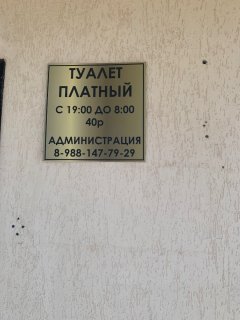 ТУАЛЕТ
ПЛАТНЫЙ
С 19:00 ДО 8:00
40р
АДМИНИСТРАЦИЯ
8-988-147-79-29